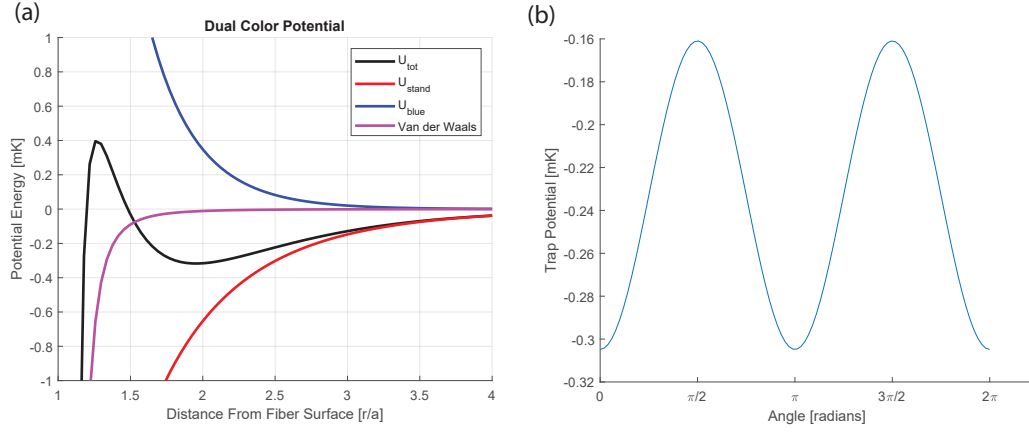 (a)
Dual Color Potential
Potential Energy [mK]
1
0.8
0.6
0.4
0.2
0
-0.2
-0.4
-0.6
-0.8
-1
1
1.5
2
2.5
3
3.5
4
Distance From Fiber Surface [r/a]
U_tot
U_stand
U_blue
Van der Waals
(b)
Trap Potential [mK]
-0.16
-0.18
-0.2
-0.22
-0.24
-0.26
-0.28
-0.3
-0.32
0
π/2
π
3π/2
2π
Angle [radians]